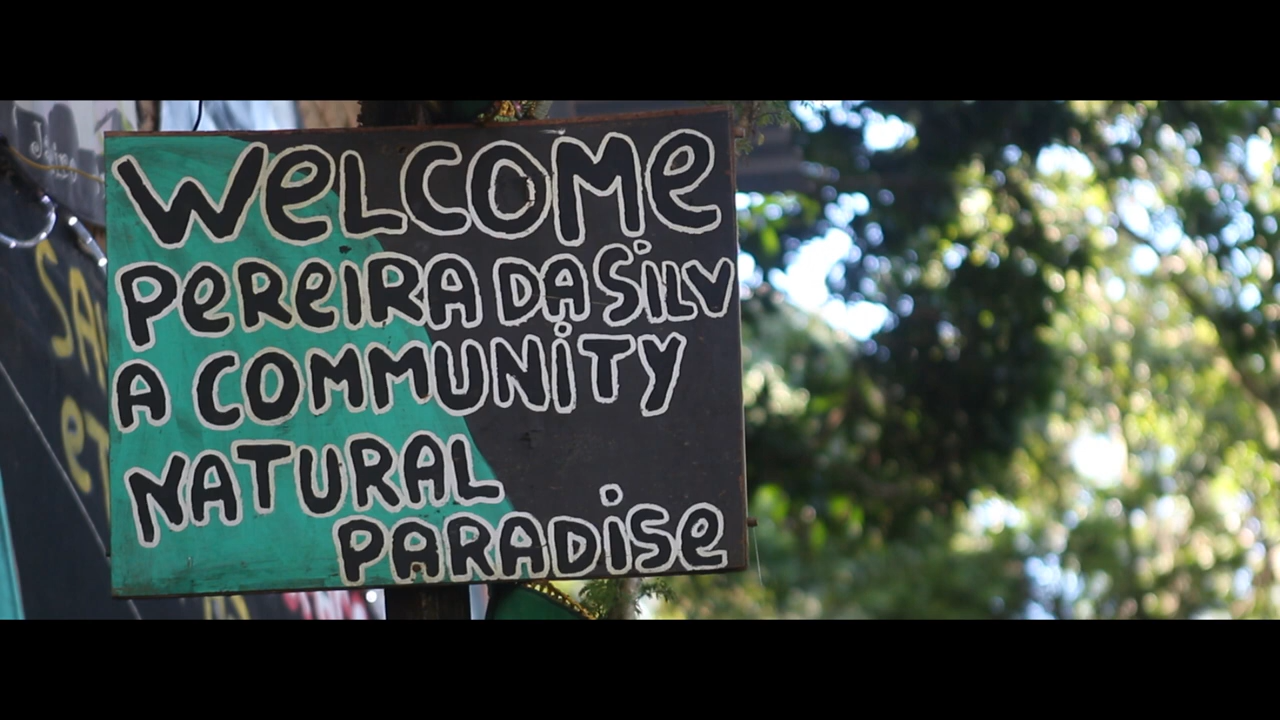 WeLCOMe
PeReiRA DA SiLV
A COMMUNiTY
NATURAL
PARADiSe